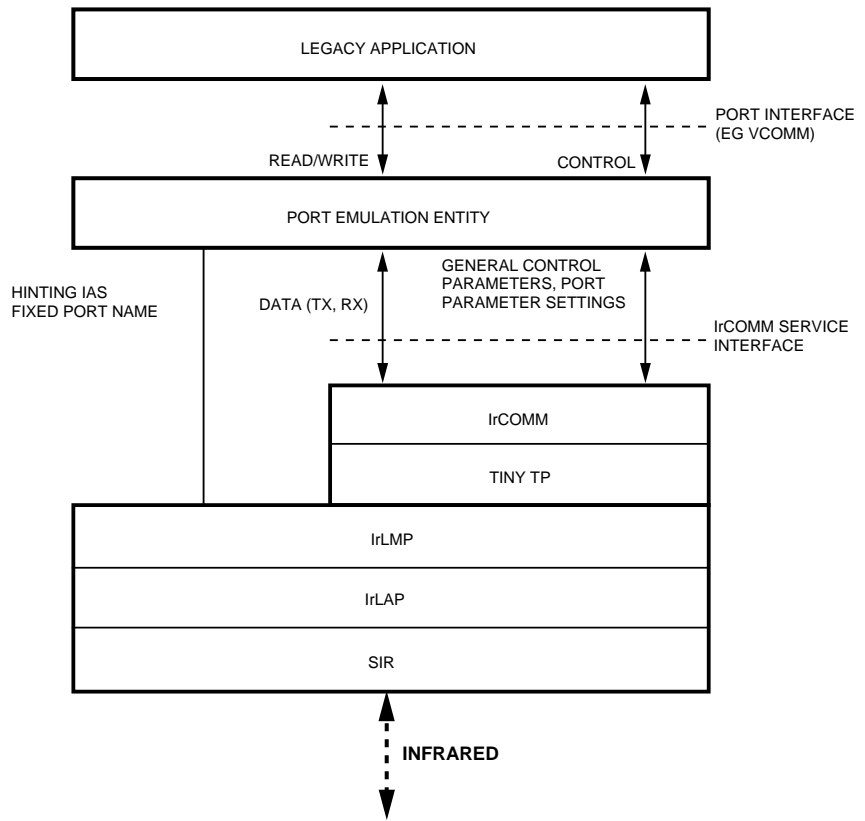 LEGACY APPLICATION
PORT INTERFACE
(EG VCOMM)
READ/WRITE
CONTROL
PORT EMULATION ENTITY
HINTING IAS
FIXED PORT NAME
DATA (TX, RX)
GENERAL CONTROL
PARAMETERS, PORT
PARAMETER SETTINGS
IrCOMM SERVICE
INTERFACE
IrCOMM
TINY TP
IrLMP
IrLAP
SIR
INFRARED